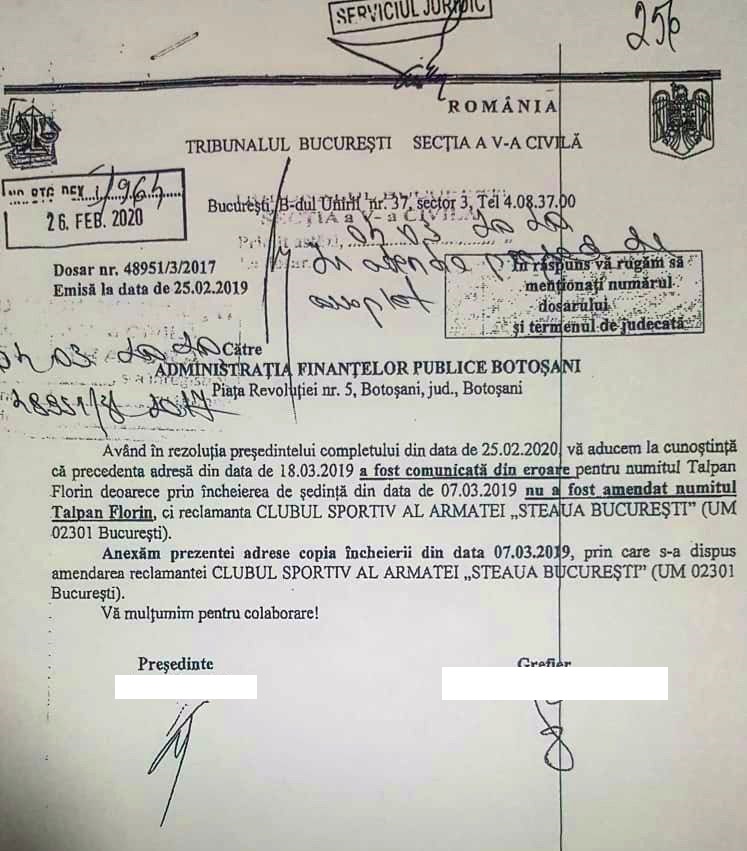 SERVICIUL JURIDIC
256
ROMÂNIA
TRIBUNALUL BUCUREŞTI SECŢIA A V-A CIVILĂ
26. FEB. 2020
Bucureşti, B-dul Unirii nr. 37, sector 3, Tel 4.08.37.00
SECŢIA a V-a CIVILĂ
Dosar nr. 48951/3/2017
Emisă la data de 25.02.2019
În răspuns vă rugăm să
menţionaţi numărul
dosarului
şi termenul de judecată
Către
ADMINISTRAŢIA FINANŢELOR PUBLICE BOTOŞANI
Piaţa Revoluţiei nr. 5, Botoşani, jud., Botoşani
Având în rezoluţia preşedintelui completului din data de 25.02.2020, vă aducem la cunoştinţă
că precedenta adresă din data de 18.03.2019 a fost comunicată din eroare pentru numitul Talpan
Florin deoarece prin încheierea de şedinţă din data de 07.03.2019 nu a fost amendat numitul
Talpan Florin, ci reclamanta CLUBUL SPORTIV AL ARMATEI „STEAUA BUCUREŞTI” (UM
02301 Bucureşti).
Anexăm prezentei adrese copia încheierii din data 07.03.2019, prin care s-a dispus
amendarea reclamantei CLUBUL SPORTIV AL ARMATEI „STEAUA BUCUREŞTI” (UM 02301
Bucureşti).
Vă mulţumim pentru colaborare!
Preşedinte
Grefier